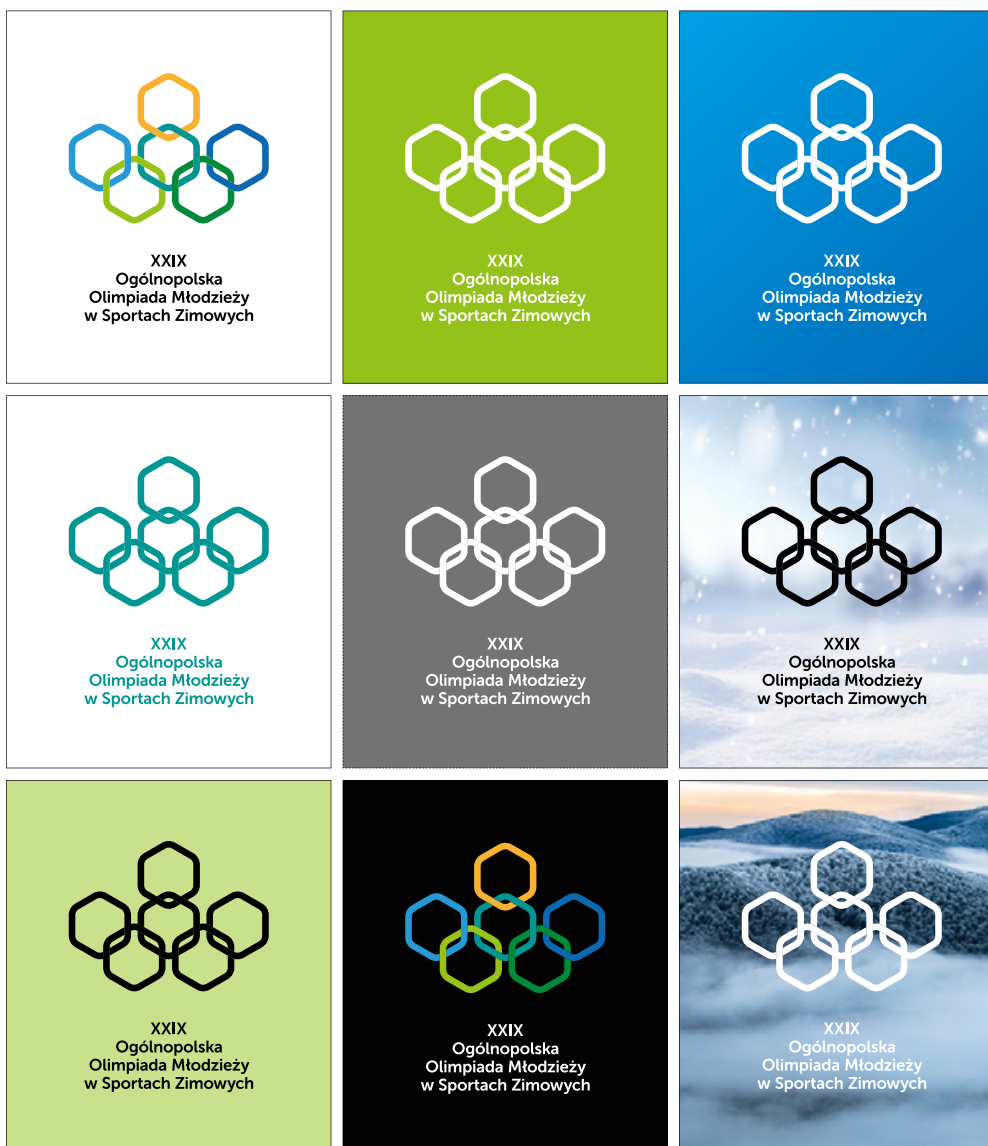 XXIX
Ogólnopolska
Olimpiada Młodzieży
w Sportach Zimowych
XXIX
Ogólnopolska
Olimpiada Młodzieży
w Sportach Zimowych
XXIX
Ogólnopolska
Olimpiada Młodzieży
w Sportach Zimowych
XXIX
Ogólnopolska
Olimpiada Młodzieży
w Sportach Zimowych
XXIX
Ogólnopolska
Olimpiada Młodzieży
w Sportach Zimowych
XXIX
Ogólnopolska
Olimpiada Młodzieży
w Sportach Zimowych
XXIX
Ogólnopolska
Olimpiada Młodzieży
w Sportach Zimowych
XXIX
Ogólnopolska
Olimpiada Młodzieży
w Sportach Zimowych
XXIX
Ogólnopolska
Olimpiada Młodzieży
w Sportach Zimowych